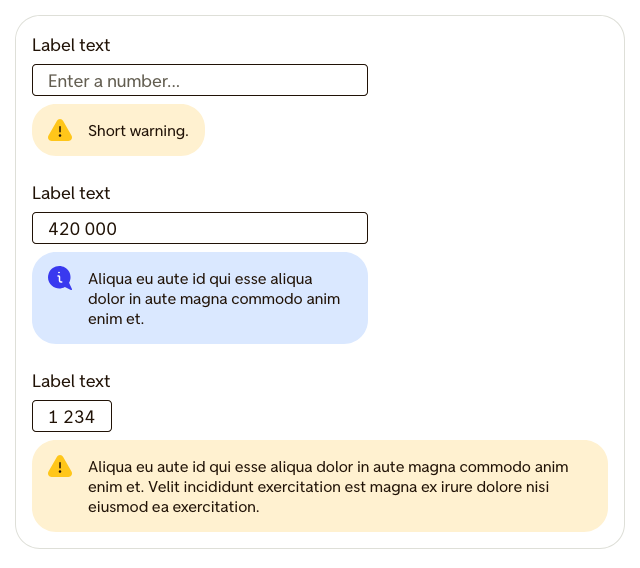 Label text
Enter a number...
Short warning.
Label text
420 000
Aliqua eu aute id qui esse aliqua
dolor in aute magna commodo anim
enim et.
Label text
1 234
Aliqua eu aute id qui esse aliqua dolor in aute magna commodo anim
enim et. Velit incididunt exercitation est magna ex irure dolore nisi
eiusmod ea exercitation.